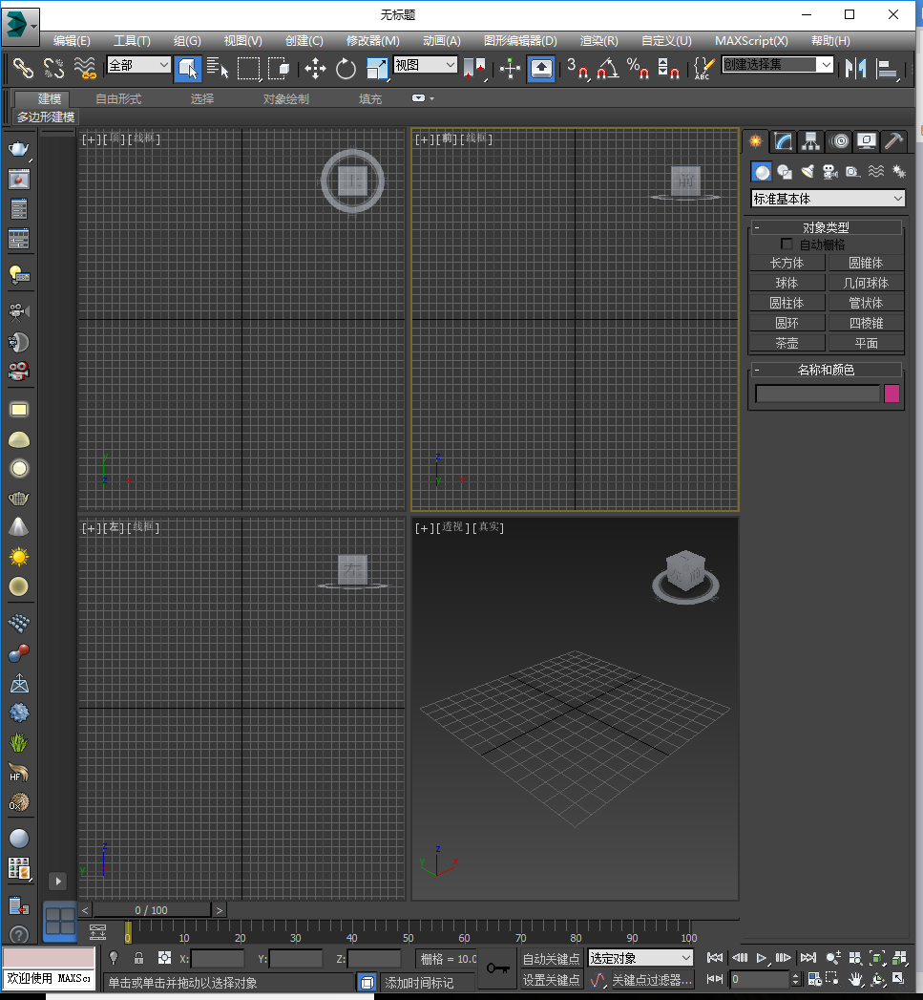 无标题
编辑(E) 工具(T) 组(G) 视图(V) 创建(C) 修改器(M) 动画(A) 图形编辑器(D) 渲染(R) 自定义(U) MAXScript(X) 帮助(H)
全部 视图 3 % ABC 创建选择集
建模 自由形式 选择 对象绘制 填充
多边形建模
[+][顶][线框] [+][前][线框]
上 前
标准基本体
- 对象类型
自动栅格
长方体 圆锥体
球体 几何球体
圆柱体 管状体
圆环 四棱锥
茶壶 平面
- 名称和颜色
y z x
z y x
[+][左][线框] [+][透视][真实]
左 左 前
HF
OX
z y
z y x
< 0 / 100 >
0 10 20 30 40 50 60 70 80 90 100
X: Y: Z: 栅格 = 10.0 自动关键点 选定对象
欢迎使用 MAXSc 单击或单击并拖动以选择对象 添加时间标记 设置关键点 关键点过滤器... 0